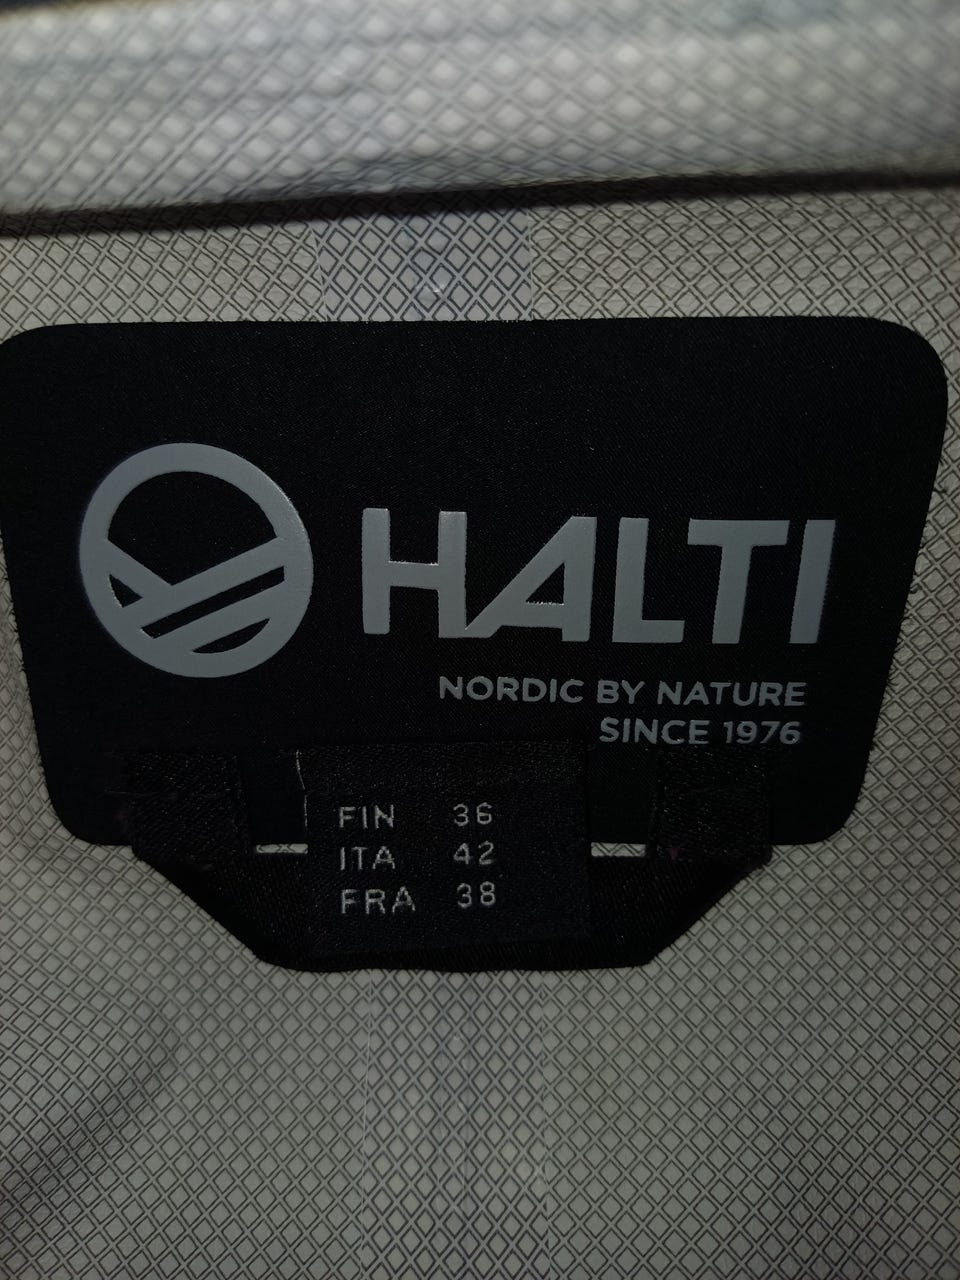 HALTI
NORDIC BY NATURE
SINCE 1976
FIN 36
ITA 42
FRA 38